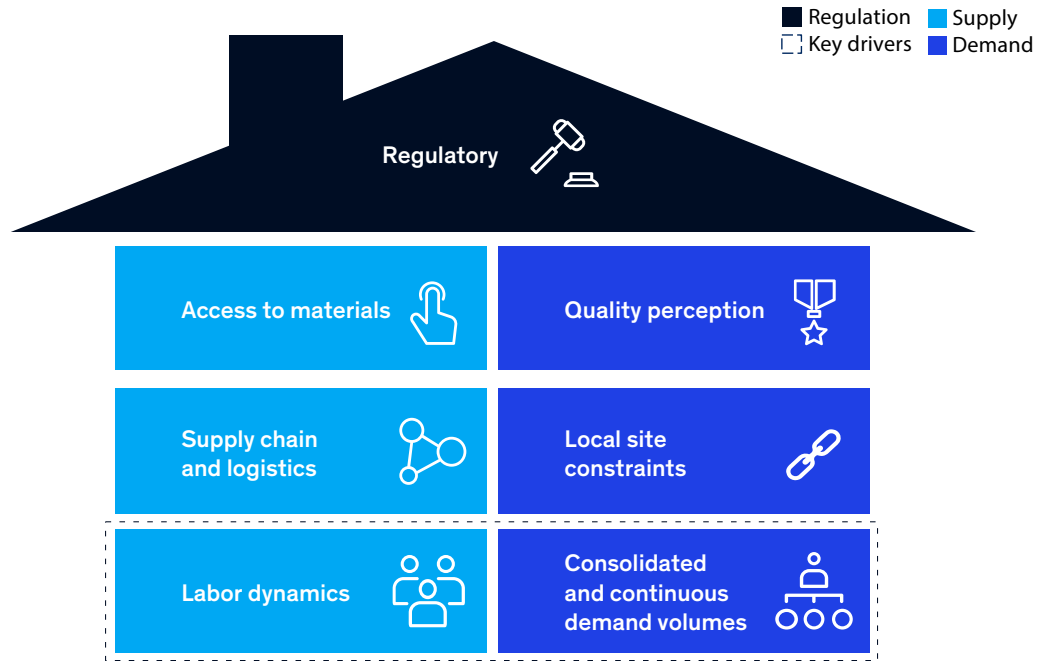 Regulation
Supply
Key drivers
Demand
Regulatory
Access to materials
Quality perception
Supply chain
and logistics
Local site
constraints
Labor dynamics
Consolidated
and continuous
demand volumes